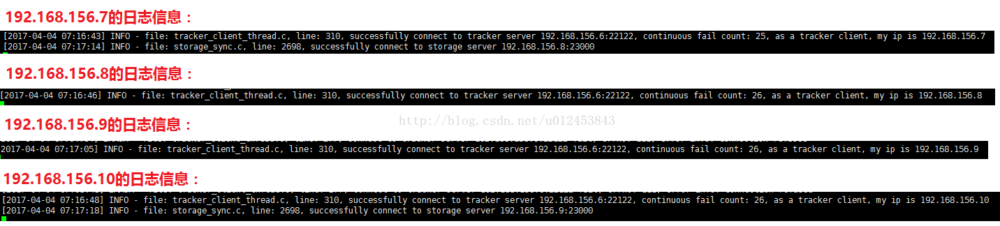 192.168.156.7的日志信息：
[2017-04-04 07:16:43] INFO - file: tracker_client_thread.c, line: 310, successfully connect to tracker server 192.168.156.6:22122, continuous fail count: 25, as a tracker client, my ip is 192.168.156.7
[2017-04-04 07:17:14] INFO - file: storage_sync.c, line: 2698, successfully connect to storage server 192.168.156.8:23000
192.168.156.8的日志信息：
[2017-04-04 07:16:46] INFO - file: tracker_client_thread.c, line: 310, successfully connect to tracker server 192.168.156.6:22122, continuous fail count: 26, as a tracker client, my ip is 192.168.156.8
http://blog.csdn.net/u012453843
192.168.156.9的日志信息：
2017-04-04 07:17:05] INFO - file: tracker_client_thread.c, line: 310, successfully connect to tracker server 192.168.156.6:22122, continuous fail count: 26, as a tracker client, my ip is 192.168.156.9
192.168.156.10的日志信息：
[2017-04-04 07:16:48] INFO - file: tracker_client_thread.c, line: 310, successfully connect to tracker server 192.168.156.6:22122, continuous fail count: 26, as a tracker client, my ip is 192.168.156.10
[2017-04-04 07:17:18] INFO - file: storage_sync.c, line: 2698, successfully connect to storage server 192.168.156.9:23000